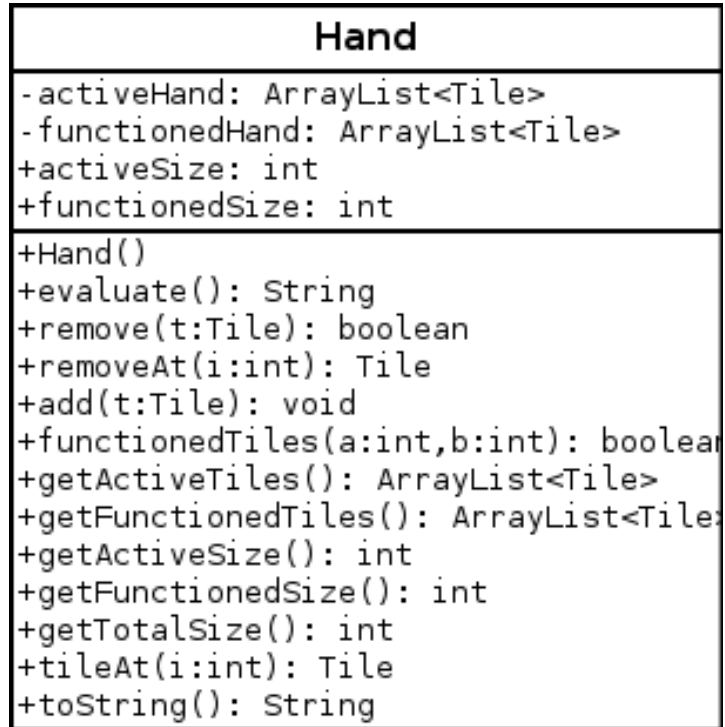 Hand
-activeHand: ArrayList<Tile>
-functionedHand: ArrayList<Tile>
+activeSize: int
+functionedSize: int
+Hand()
+evaluate(): String
+remove(t:Tile): boolean
+removeAt(i:int): Tile
+add(t:Tile): void
+functionedTiles(a:int,b:int): boolean
+getActiveTiles(): ArrayList<Tile>
+getFunctionedTiles(): ArrayList<Tile>
+getActiveSize(): int
+getFunctionedSize(): int
+getTotalSize(): int
+tileAt(i:int): Tile
+toString(): String